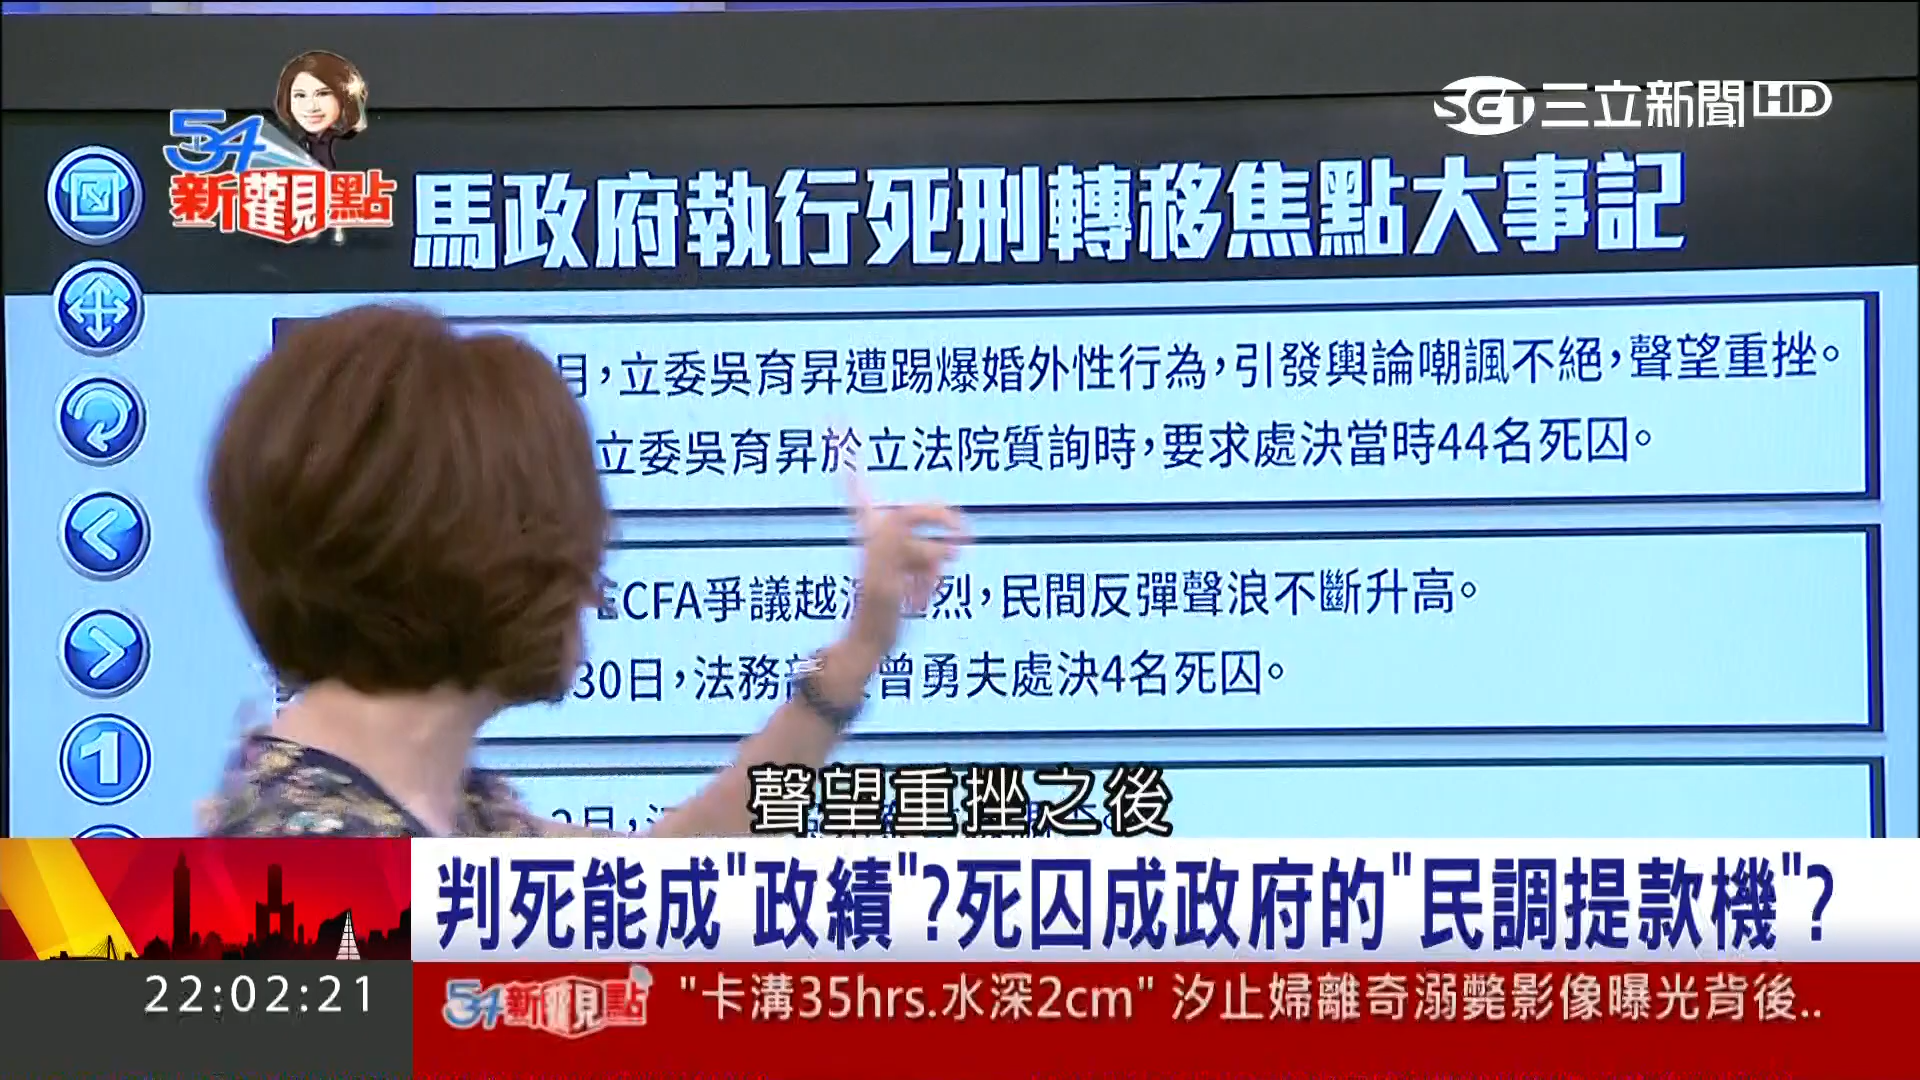 SET三立新聞HD
54新觀點
馬政府執行死刑轉移焦點大事記
月，立委吳育昇遭踢爆婚外性行為，引發輿論嘲諷不絕，聲望重挫。
立委吳育昇於立法院質詢時，要求處決當時44名死囚。
CFA爭議越演 烈，民間反彈聲浪不斷升高。
30日，法務部 曾勇夫處決4名死囚。
1
聲望重挫之後
判死能成"政績"?死囚成政府的"民調提款機"?
22:02:21
54新觀點
"卡溝35hrs.水深2cm" 汐止婦離奇溺斃影像曝光背後..